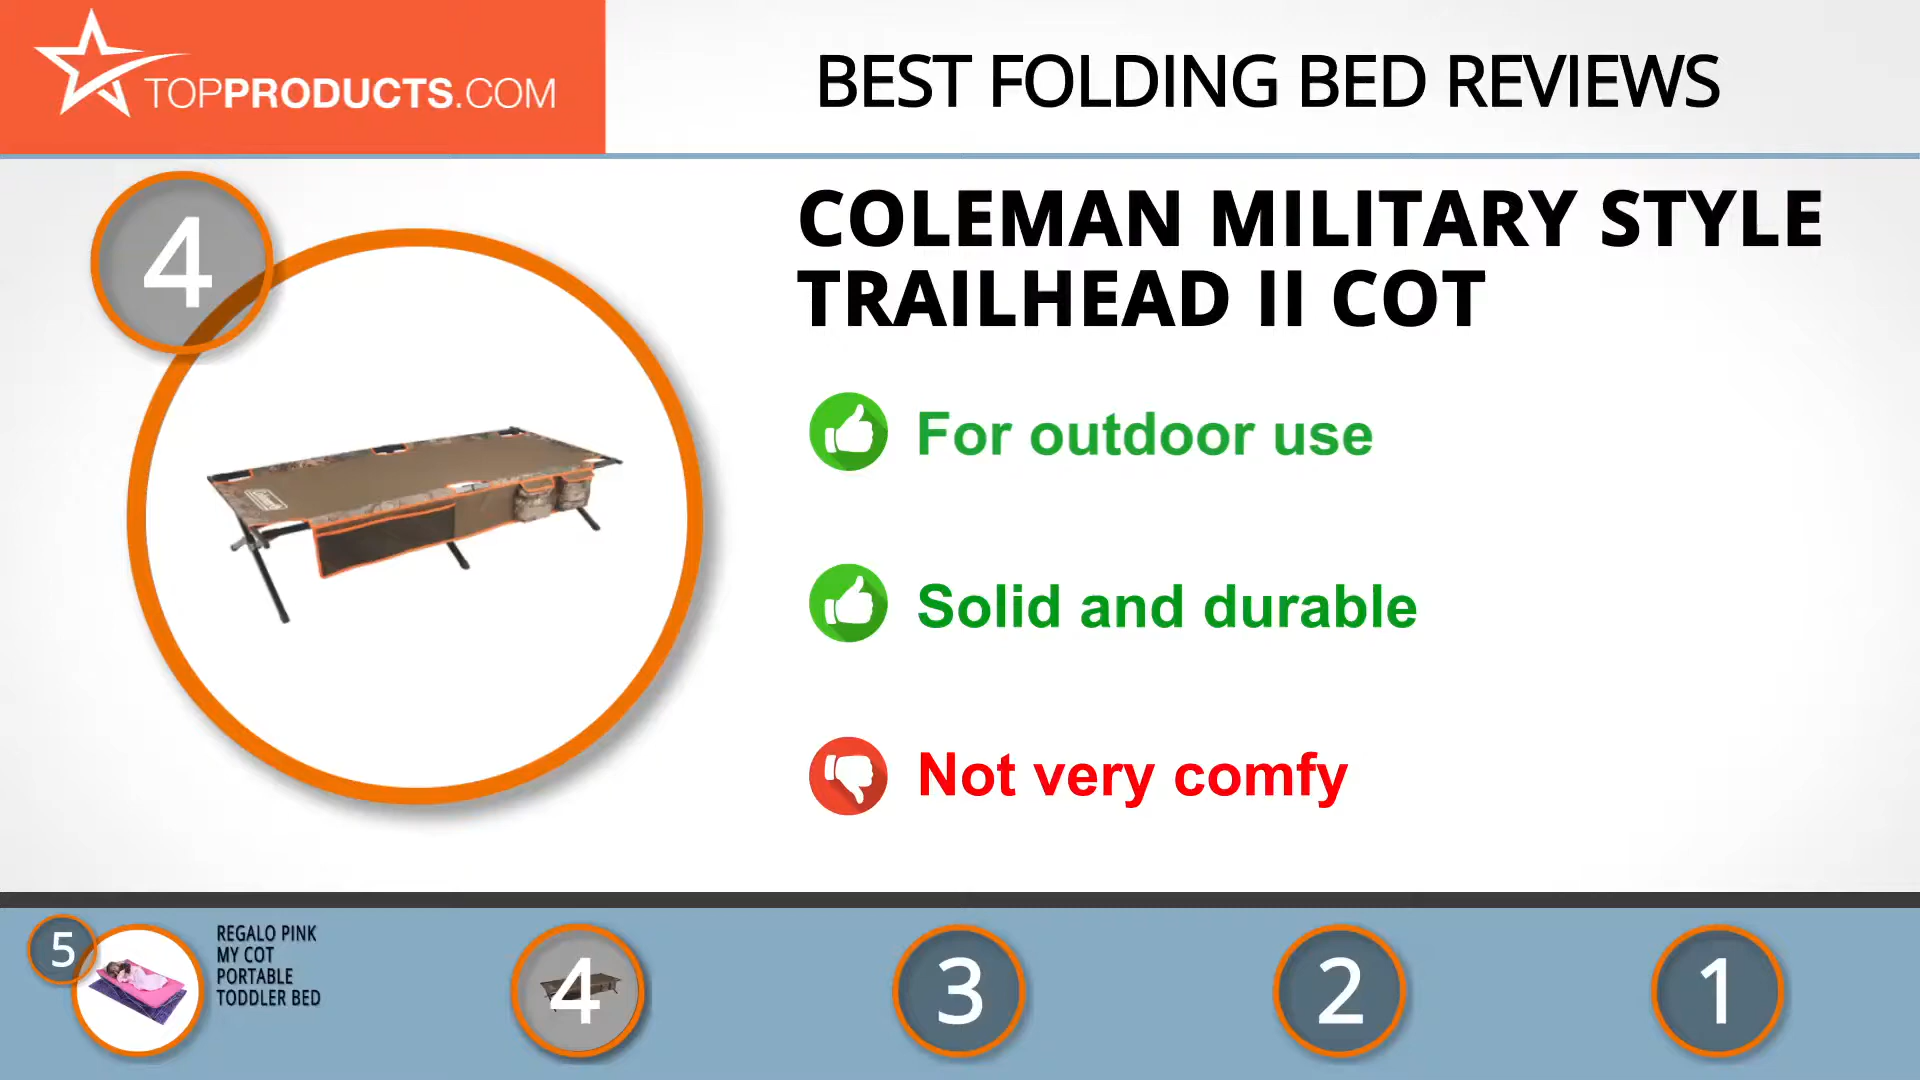 TOPPRODUCTS.COM
BEST FOLDING BED REVIEWS
4
COLEMAN MILITARY STYLE
TRAILHEAD II COT
For outdoor use
Solid and durable
Not very comfy
Coleman
5
REGALO PINK
MY COT
PORTABLE
TODDLER BED
4
3
2
1